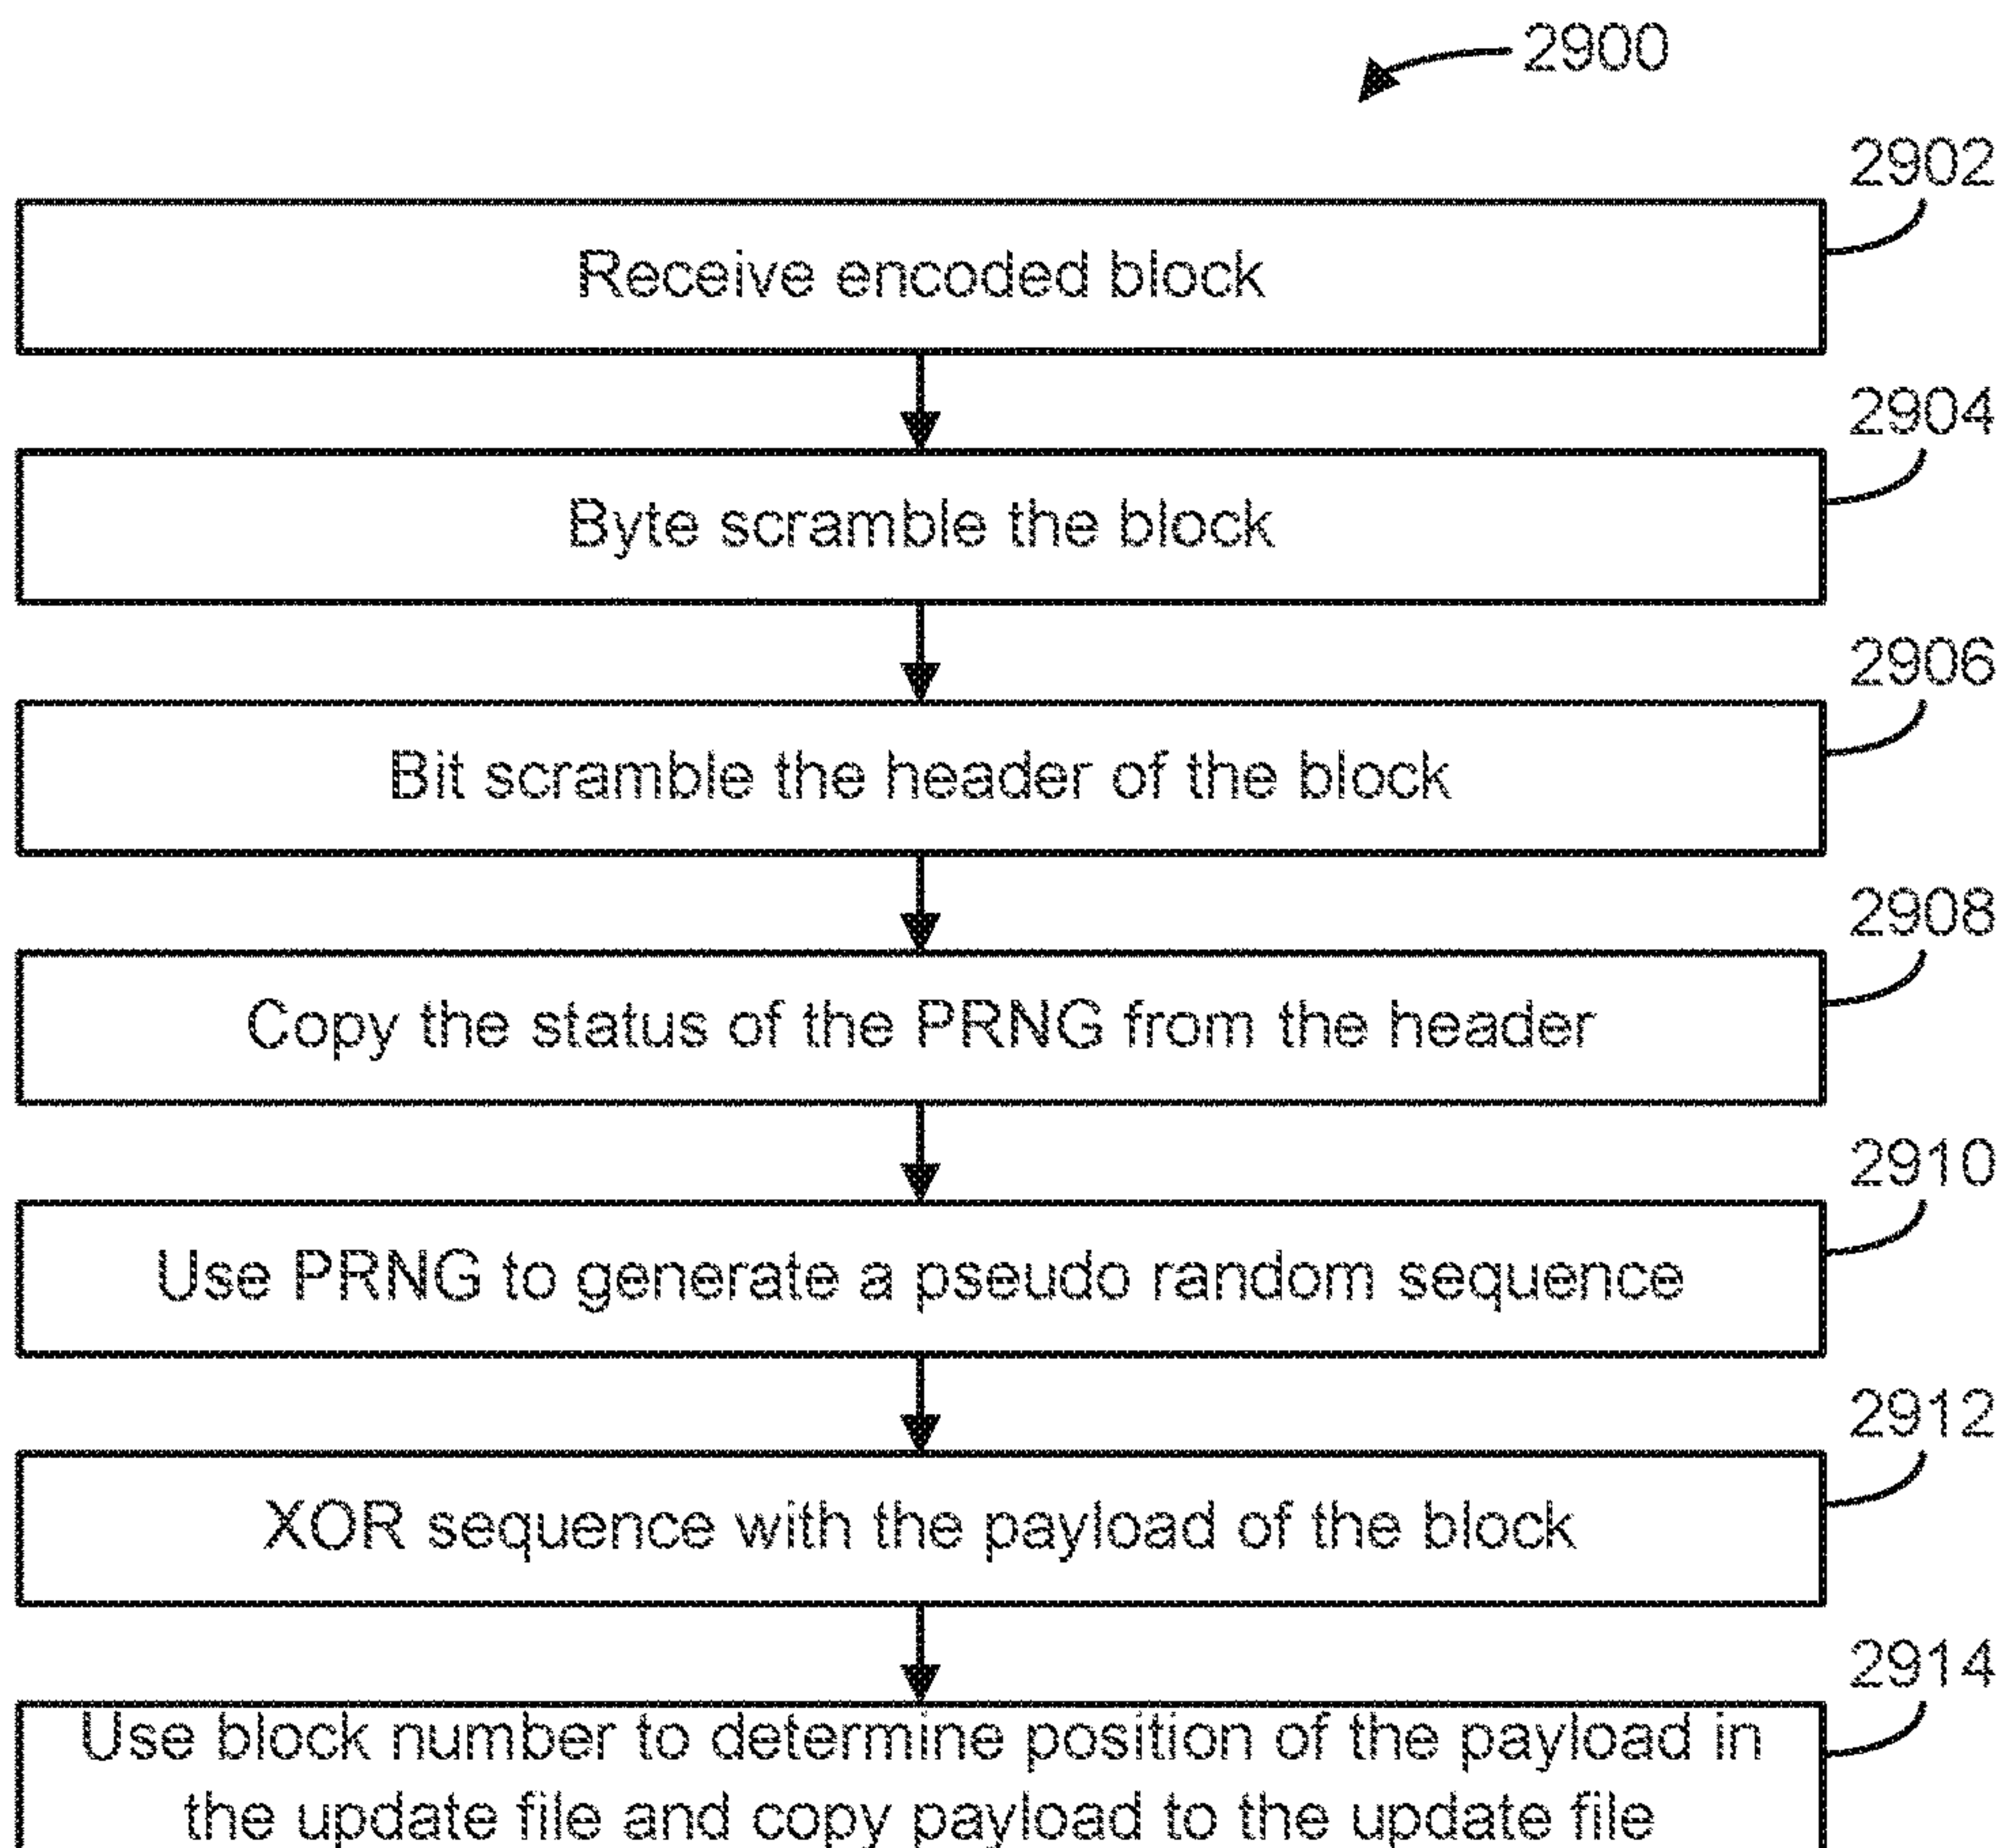 2900
2902
Receive encoded block
2904
Byte scramble the block
2906
Bit scramble the header of the block
2908
Copy the status of the PRNG from the header
2910
Use PRNG to generate a pseudo random sequence
2912
XOR sequence with the payload of the block
2914
Use block number to determine position of the payload in
the update file and copy payload to the update file